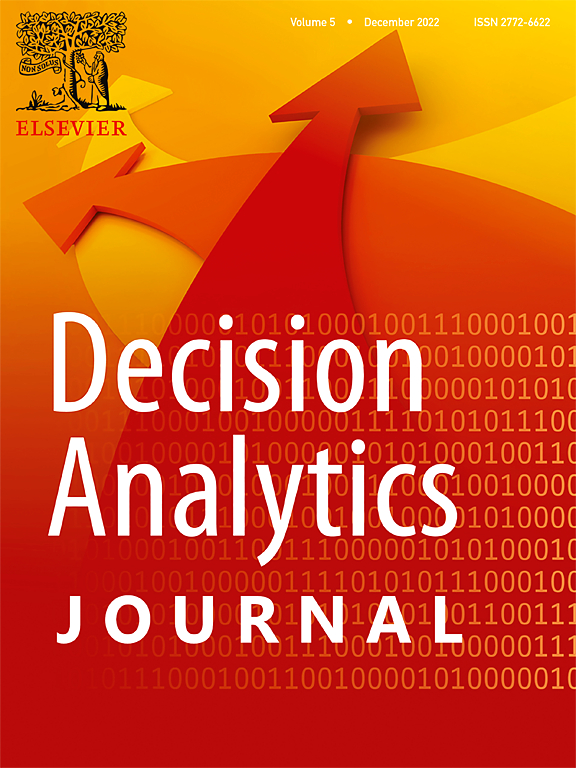 Volume 5 • December 2022 ISSN 2772-6622
NON SOLUS
ELSEVIER
Decision
Analytics
JOURNAL